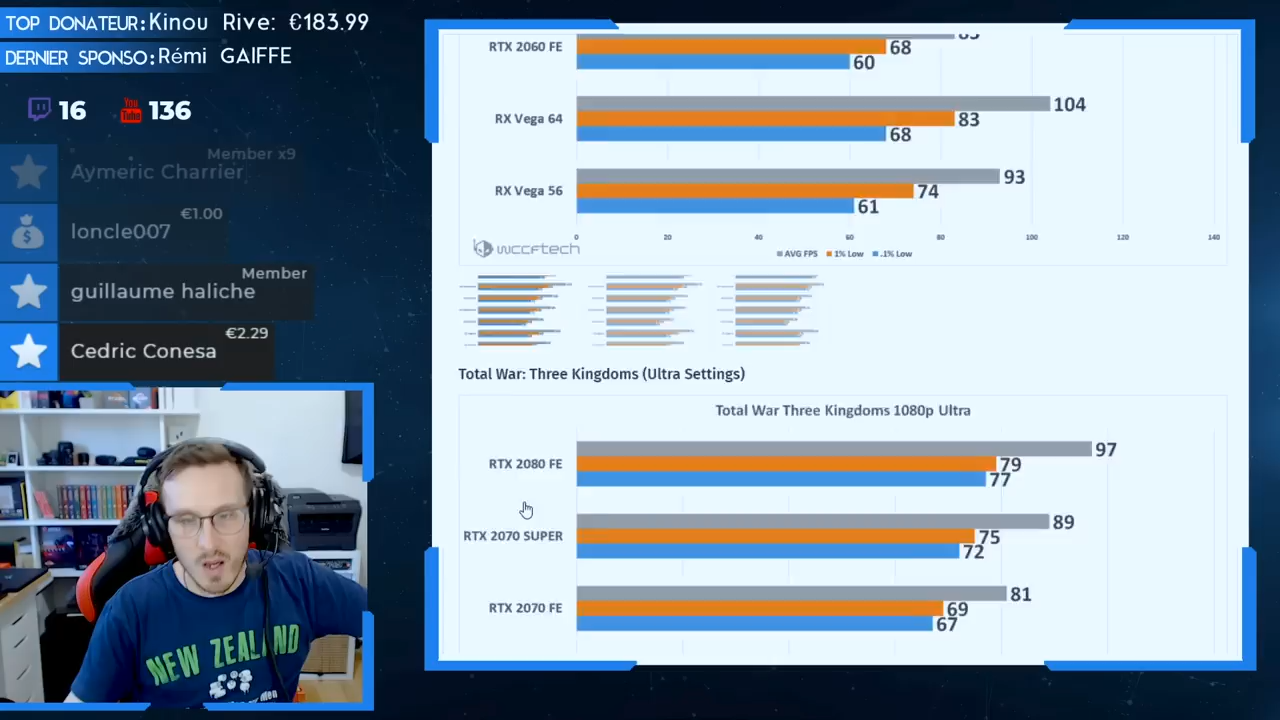 TOP DONATEUR: Kinou Rive: €183.99
DERNIER SPONSO: Rémi GAIFFE
16
You Tube 136
Member x9
Aymeric Charrier
€1.00
loncle007
Member
guillaume haliche
€2.29
Cedric Conesa
NEW ZEALAND
RTX 2060 FE
68
60
RX Vega 64
104
83
68
RX Vega 56
93
74
61
0 20 40 60 80 100 120 140
wccftech
AVG FPS 1% Low .1% Low
Total War: Three Kingdoms (Ultra Settings)
Total War Three Kingdoms 1080p Ultra
RTX 2080 FE
97
79
77
RTX 2070 SUPER
89
75
72
RTX 2070 FE
81
69
67